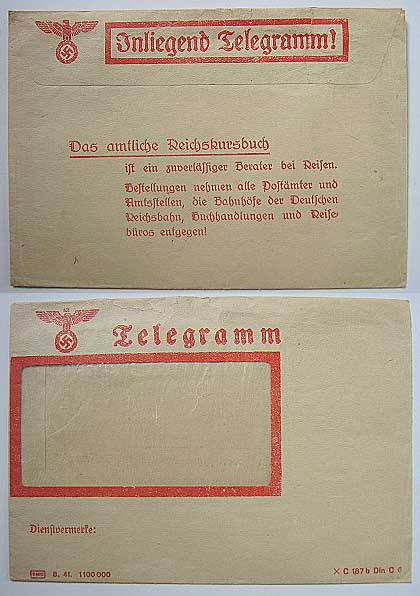 Inliegend Telegramm!
Das amtliche Reichskursbuch
ist ein zuverlässiger Berater bei Reisen.
Bestellungen nehmen alle Postämter und
Amtsstellen, die Bahnhöfe der Deutschen
Reichsbahn, Buchhandlungen und Reise-
büros entgegen!
Telegramm
Dienstvermerke:
8. 41. 1100000
× C 187b Din C 6